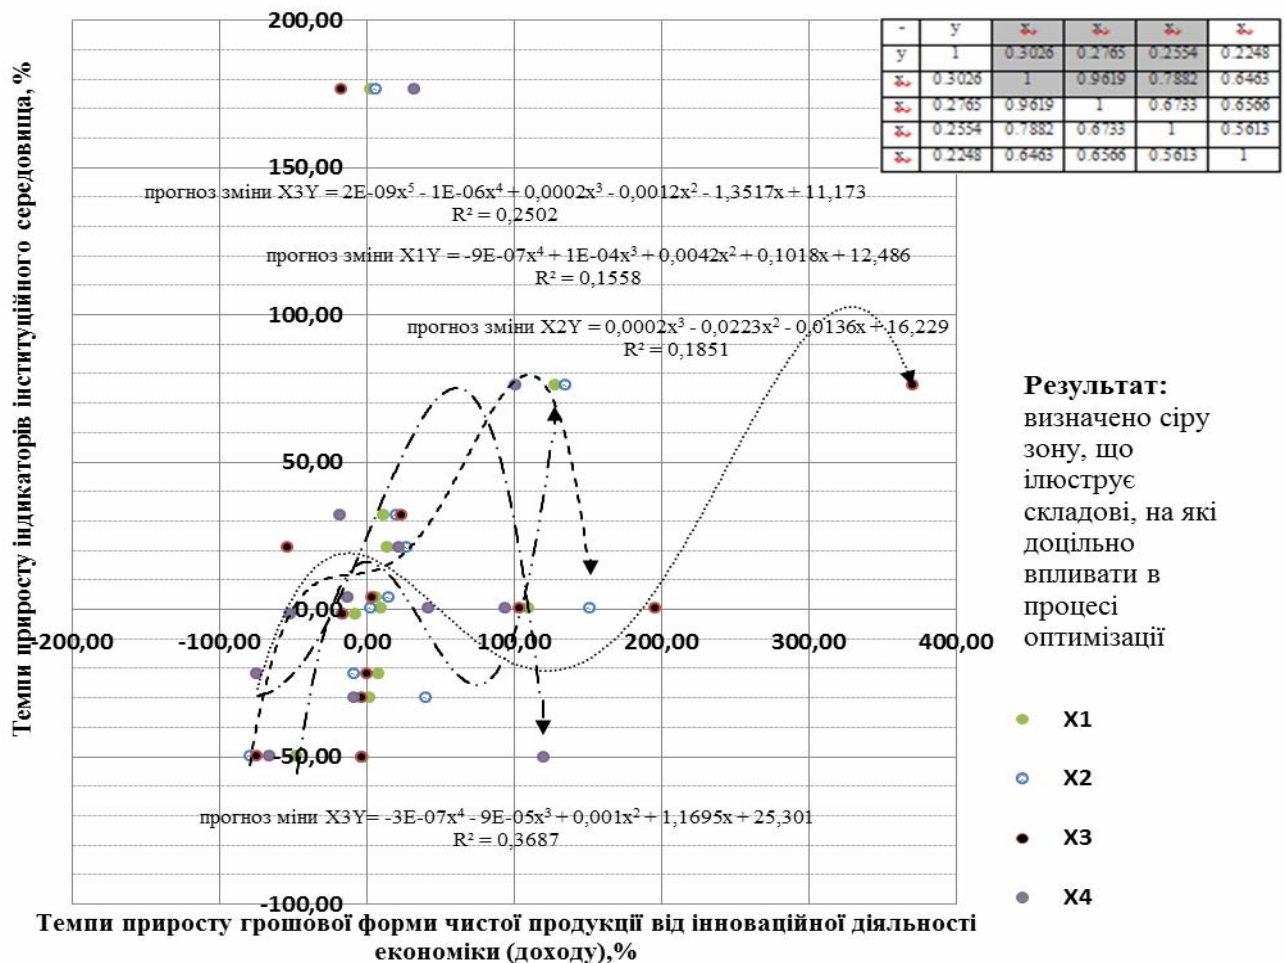 200,00
150,00
100,00
50,00
0,00
-50,00
-100,00
-200,00
-100,00
0,00
100,00
200,00
300,00
400,00
Темпи приросту індикаторів інституційного середовища, %
- y
y 1 0.3026 0.2765 0.2554 0.2248
0.3026 1 0.9619 0.7882 0.6463
0.2765 0.9619 1 0.6733 0.6566
0.2554 0.7882 0.6733 1 0.5613
0.2248 0.6463 0.6566 0.5613 1
прогноз зміни X3Y = 2E-09x⁵ - 1E-06x⁴ + 0,0002x³ - 0,0012x² - 1,3517x + 11,173
R² = 0,2502
прогноз зміни X1Y = -9E-07x⁴ + 1E-04x³ + 0,0042x² + 0,1018x + 12,486
R² = 0,1558
прогноз зміни X2Y = 0,0002x³ - 0,0223x² - 0,0136x + 16,229
R² = 0,1851
прогноз міни X3Y= -3E-07x⁴ - 9E-05x³ + 0,001x² + 1,1695x + 25,301
R² = 0,3687
Результат:
визначено сіру
зону, що
ілюструє
складові, на які
доцільно
впливати в
процесі
оптимізації
X1
X2
X3
X4
Темпи приросту грошової форми чистої продукції від інноваційної діяльності
економіки (доходу),%